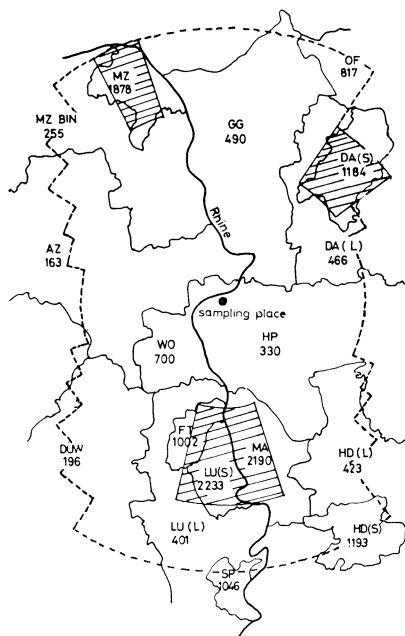 OF
817
MZ
1878
MZ BIN
255
GG
490
DA(S)
1184
Rhine
AZ
163
DA(L)
466
sampling place
WO
700
HP
330
FT
1002
MA
2190
LU(S)
2233
DUW
196
HD(L)
423
LU(L)
401
HD(S)
1193
SP
1046